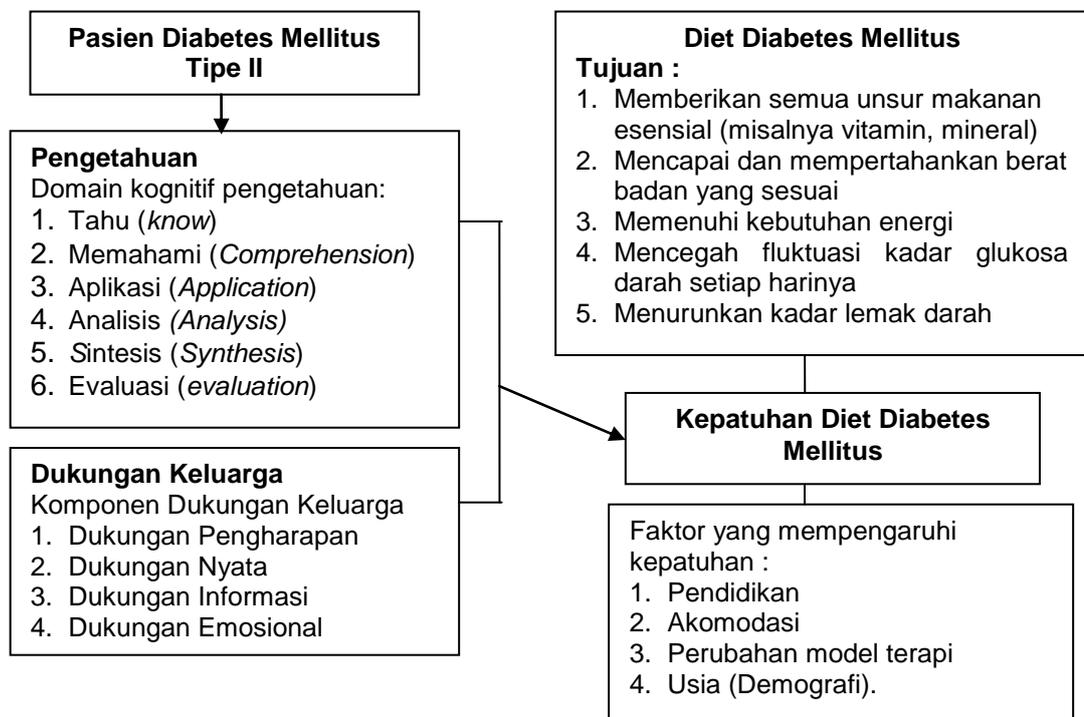 Pasien Diabetes Mellitus
Tipe II
Pengetahuan
Domain kognitif pengetahuan:
1. Tahu (know)
2. Memahami (Comprehension)
3. Aplikasi (Application)
4. Analisis (Analysis)
5. Sintesis (Synthesis)
6. Evaluasi (evaluation)
Dukungan Keluarga
Komponen Dukungan Keluarga
1. Dukungan Pengharapan
2. Dukungan Nyata
3. Dukungan Informasi
4. Dukungan Emosional
Diet Diabetes Mellitus
Tujuan :
1. Memberikan semua unsur makanan
esensial (misalnya vitamin, mineral)
2. Mencapai dan mempertahankan berat
badan yang sesuai
3. Memenuhi kebutuhan energi
4. Mencegah fluktuasi kadar glukosa
darah setiap harinya
5. Menurunkan kadar lemak darah
Kepatuhan Diet Diabetes
Mellitus
Faktor yang mempengaruhi
kepatuhan :
1. Pendidikan
2. Akomodasi
3. Perubahan model terapi
4. Usia (Demografi).